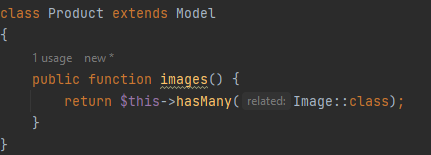 class Product extends Model
{
1 usage   new *
public function images() {
return $this->hasMany( related: Image::class);
}
}